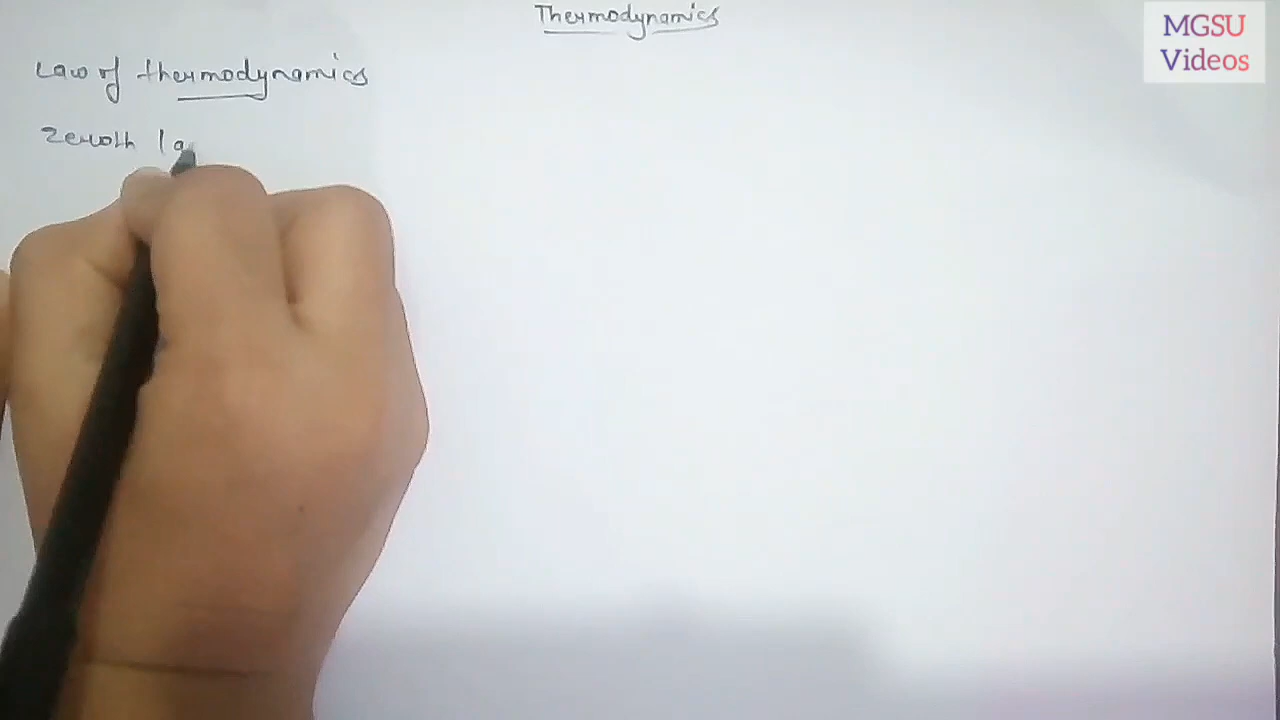 Thermodynamics
MGSU
Videos
Law of thermodynamics
Zeroth la